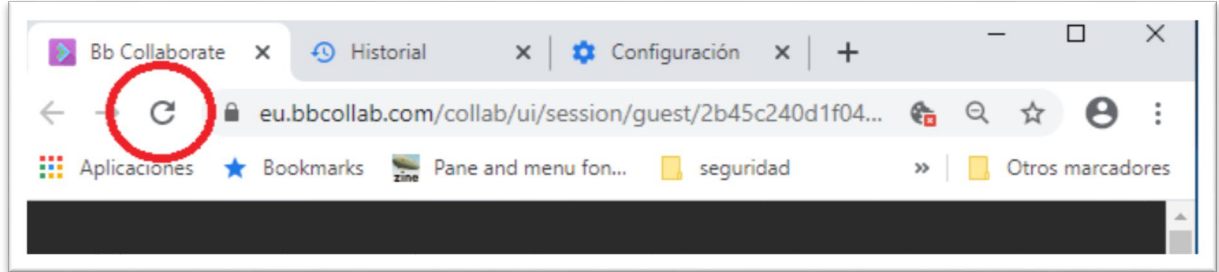 Bb Collaborate Historial Configuración
eu.bbcollab.com/collab/ui/session/guest/2b45c240d1f04...
Aplicaciones Bookmarks zine Pane and menu fon... seguridad » Otros marcadores